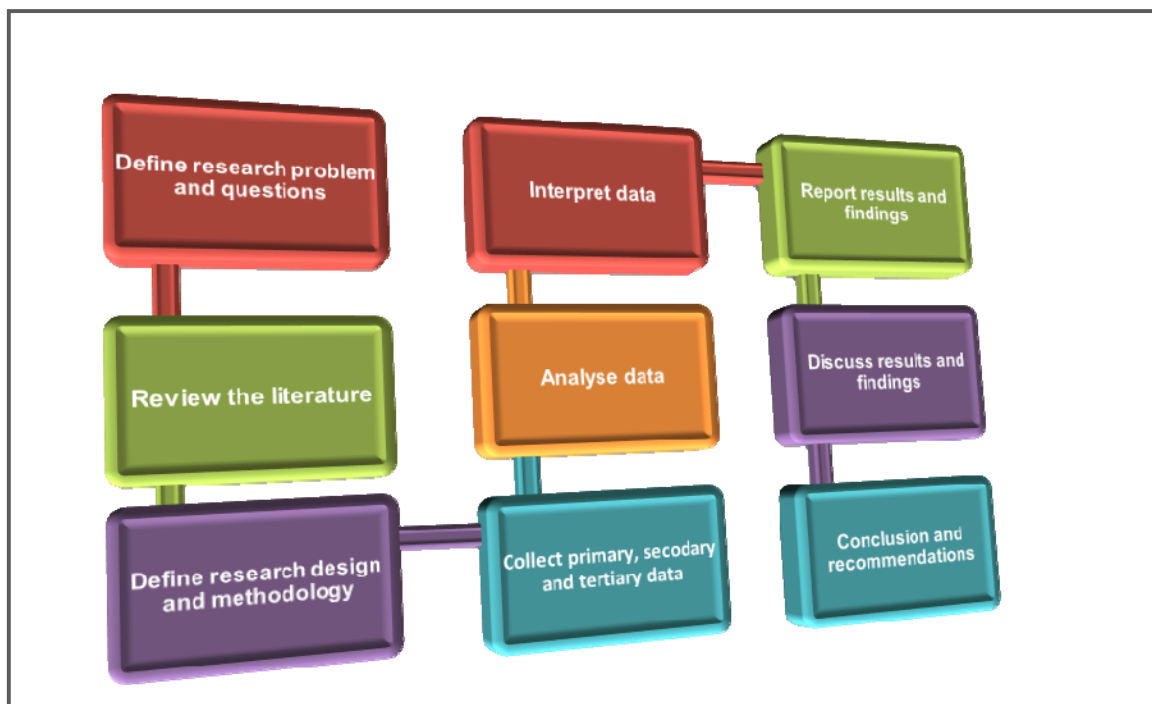 Define research problem
and questions
Review the literature
Define research design
and methodology
Collect primary, secodary
and tertiary data
Analyse data
Interpret data
Report results and
findings
Discuss results and
findings
Conclusion and
recommendations